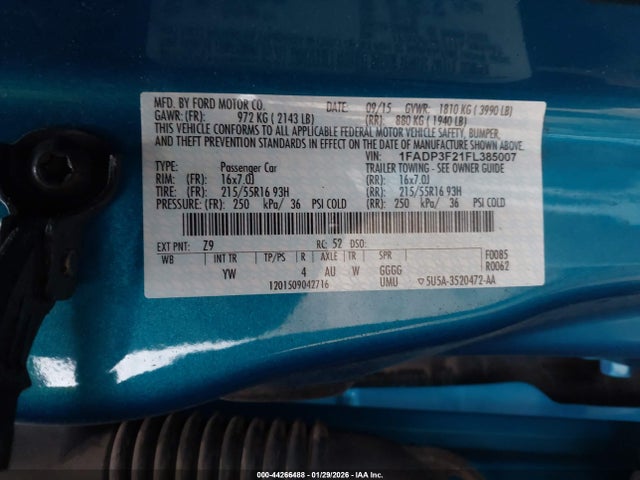 MFD. BY FORD MOTOR CO. DATE: 09/15 GVWR: 1810 KG ( 3990 LB)
GAWR: (FR): 972 KG ( 2143 LB) (RR): 880 KG ( 1940 LB)
THIS VEHICLE CONFORMS TO ALL APPLICABLE FEDERAL MOTOR VEHICLE SAFETY, BUMPER,
AND THEFT PREVENTION STANDARDS IN EFFECT ON THE DATE OF MANUFACTURE SHOWN ABOVE.
VIN: 1FADP3F21FL385007
TYPE: Passenger Car TRAILER TOWING - SEE OWNER GUIDE
RIM: (FR): 16x7.0J (RR): 16x7.0J
TIRE: (FR): 215/55R16 93H (RR): 215/55R16 93H
PRESSURE: (FR): 250 kPa/ 36 PSI COLD (RR): 250 kPa/ 36 PSI COLD
EXT PNT: Z9 RC: 52 DSO: F0085
WB INT TR TP/PS R AXLE TR SPR R0062
YW 4 AU W GGGG
1201509042716 UMU 5U5A-3520472-AA
000-44266488 - 01/29/2026 - IAA Inc.